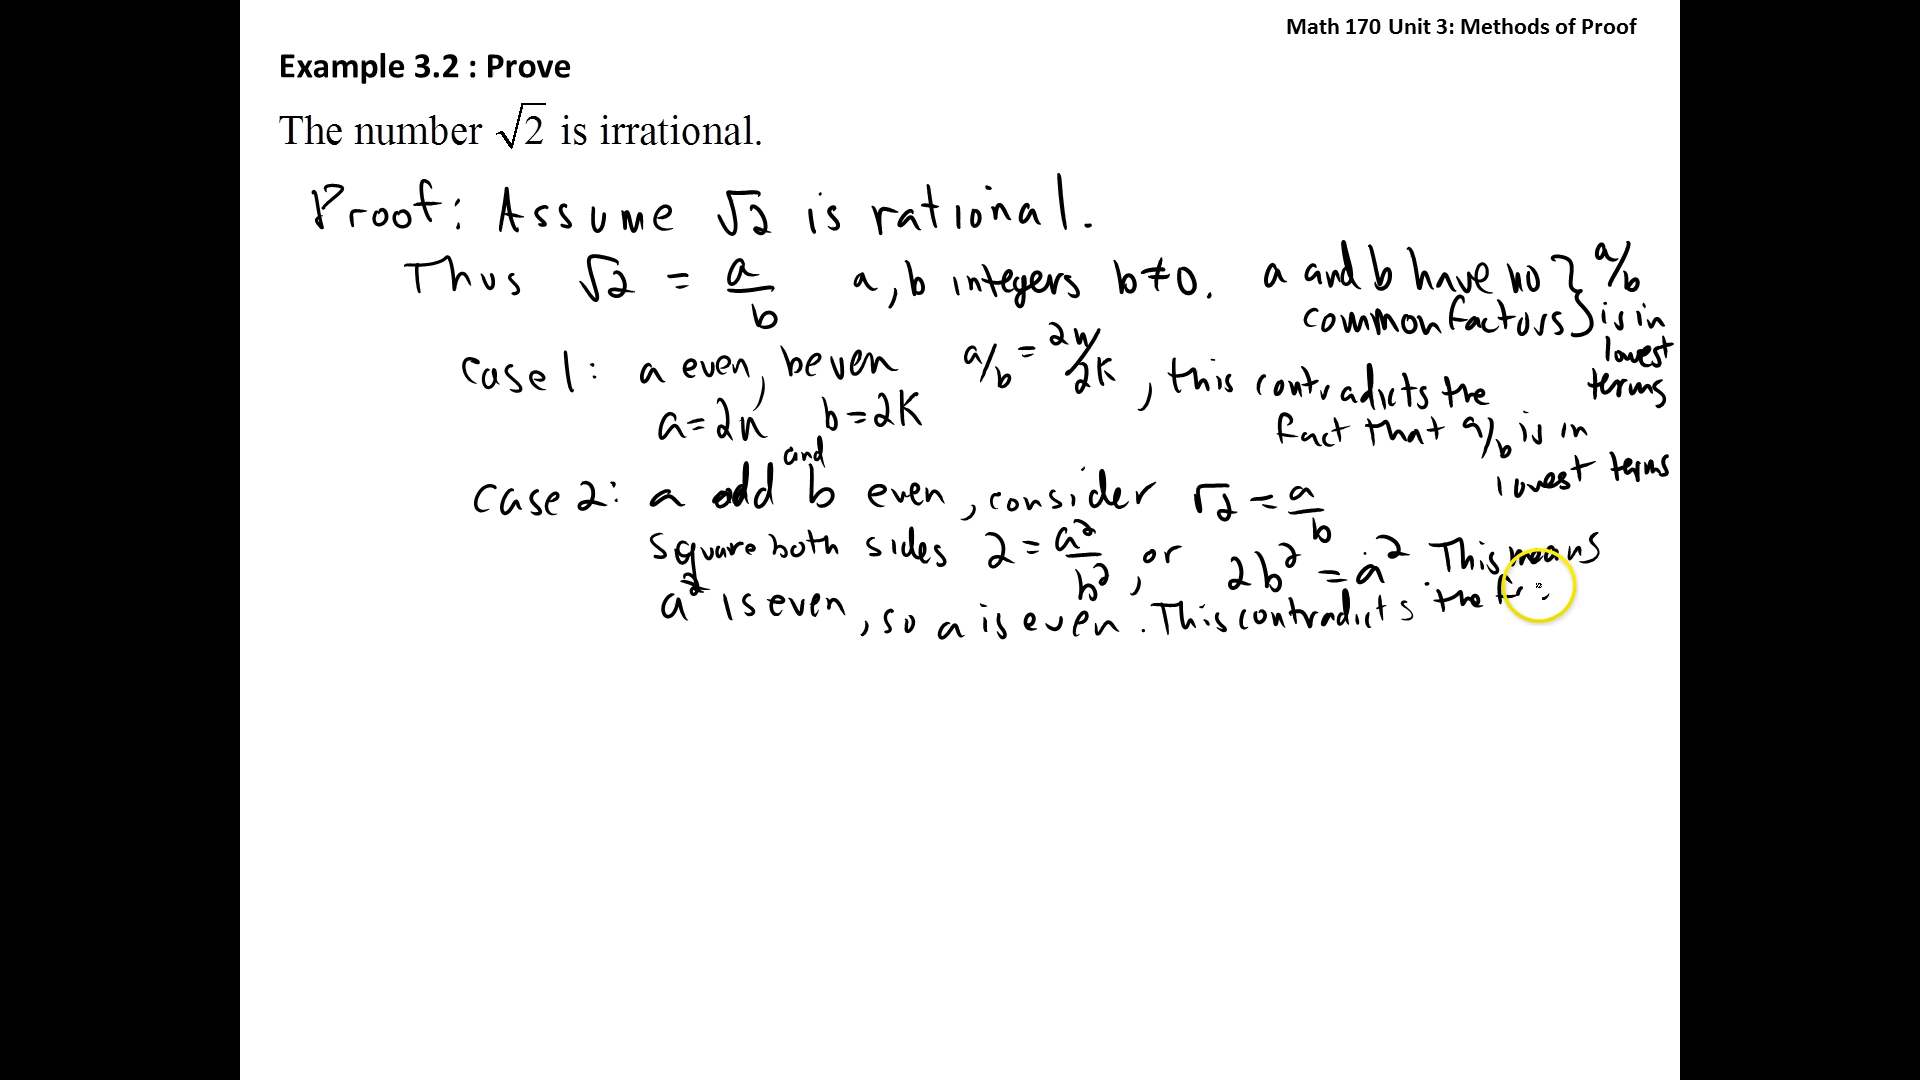 Math 170 Unit 3: Methods of Proof
Example 3.2 : Prove
The number √2 is irrational.
Proof: Assume √2 is rational.
Thus √2 = a/b a, b integers b≠0. a and b have no common factors } a/b is in lowest terms
case 1: a even, b even a/b = 2n/2K, this contradicts the
a=2n b=2K fact that a/b is in
lowest terms
case 2: a odd and b even, consider √2 = a/b
square both sides 2 = a²/b², or 2b² = a² This means
a² is even, so a is even. This contradicts the